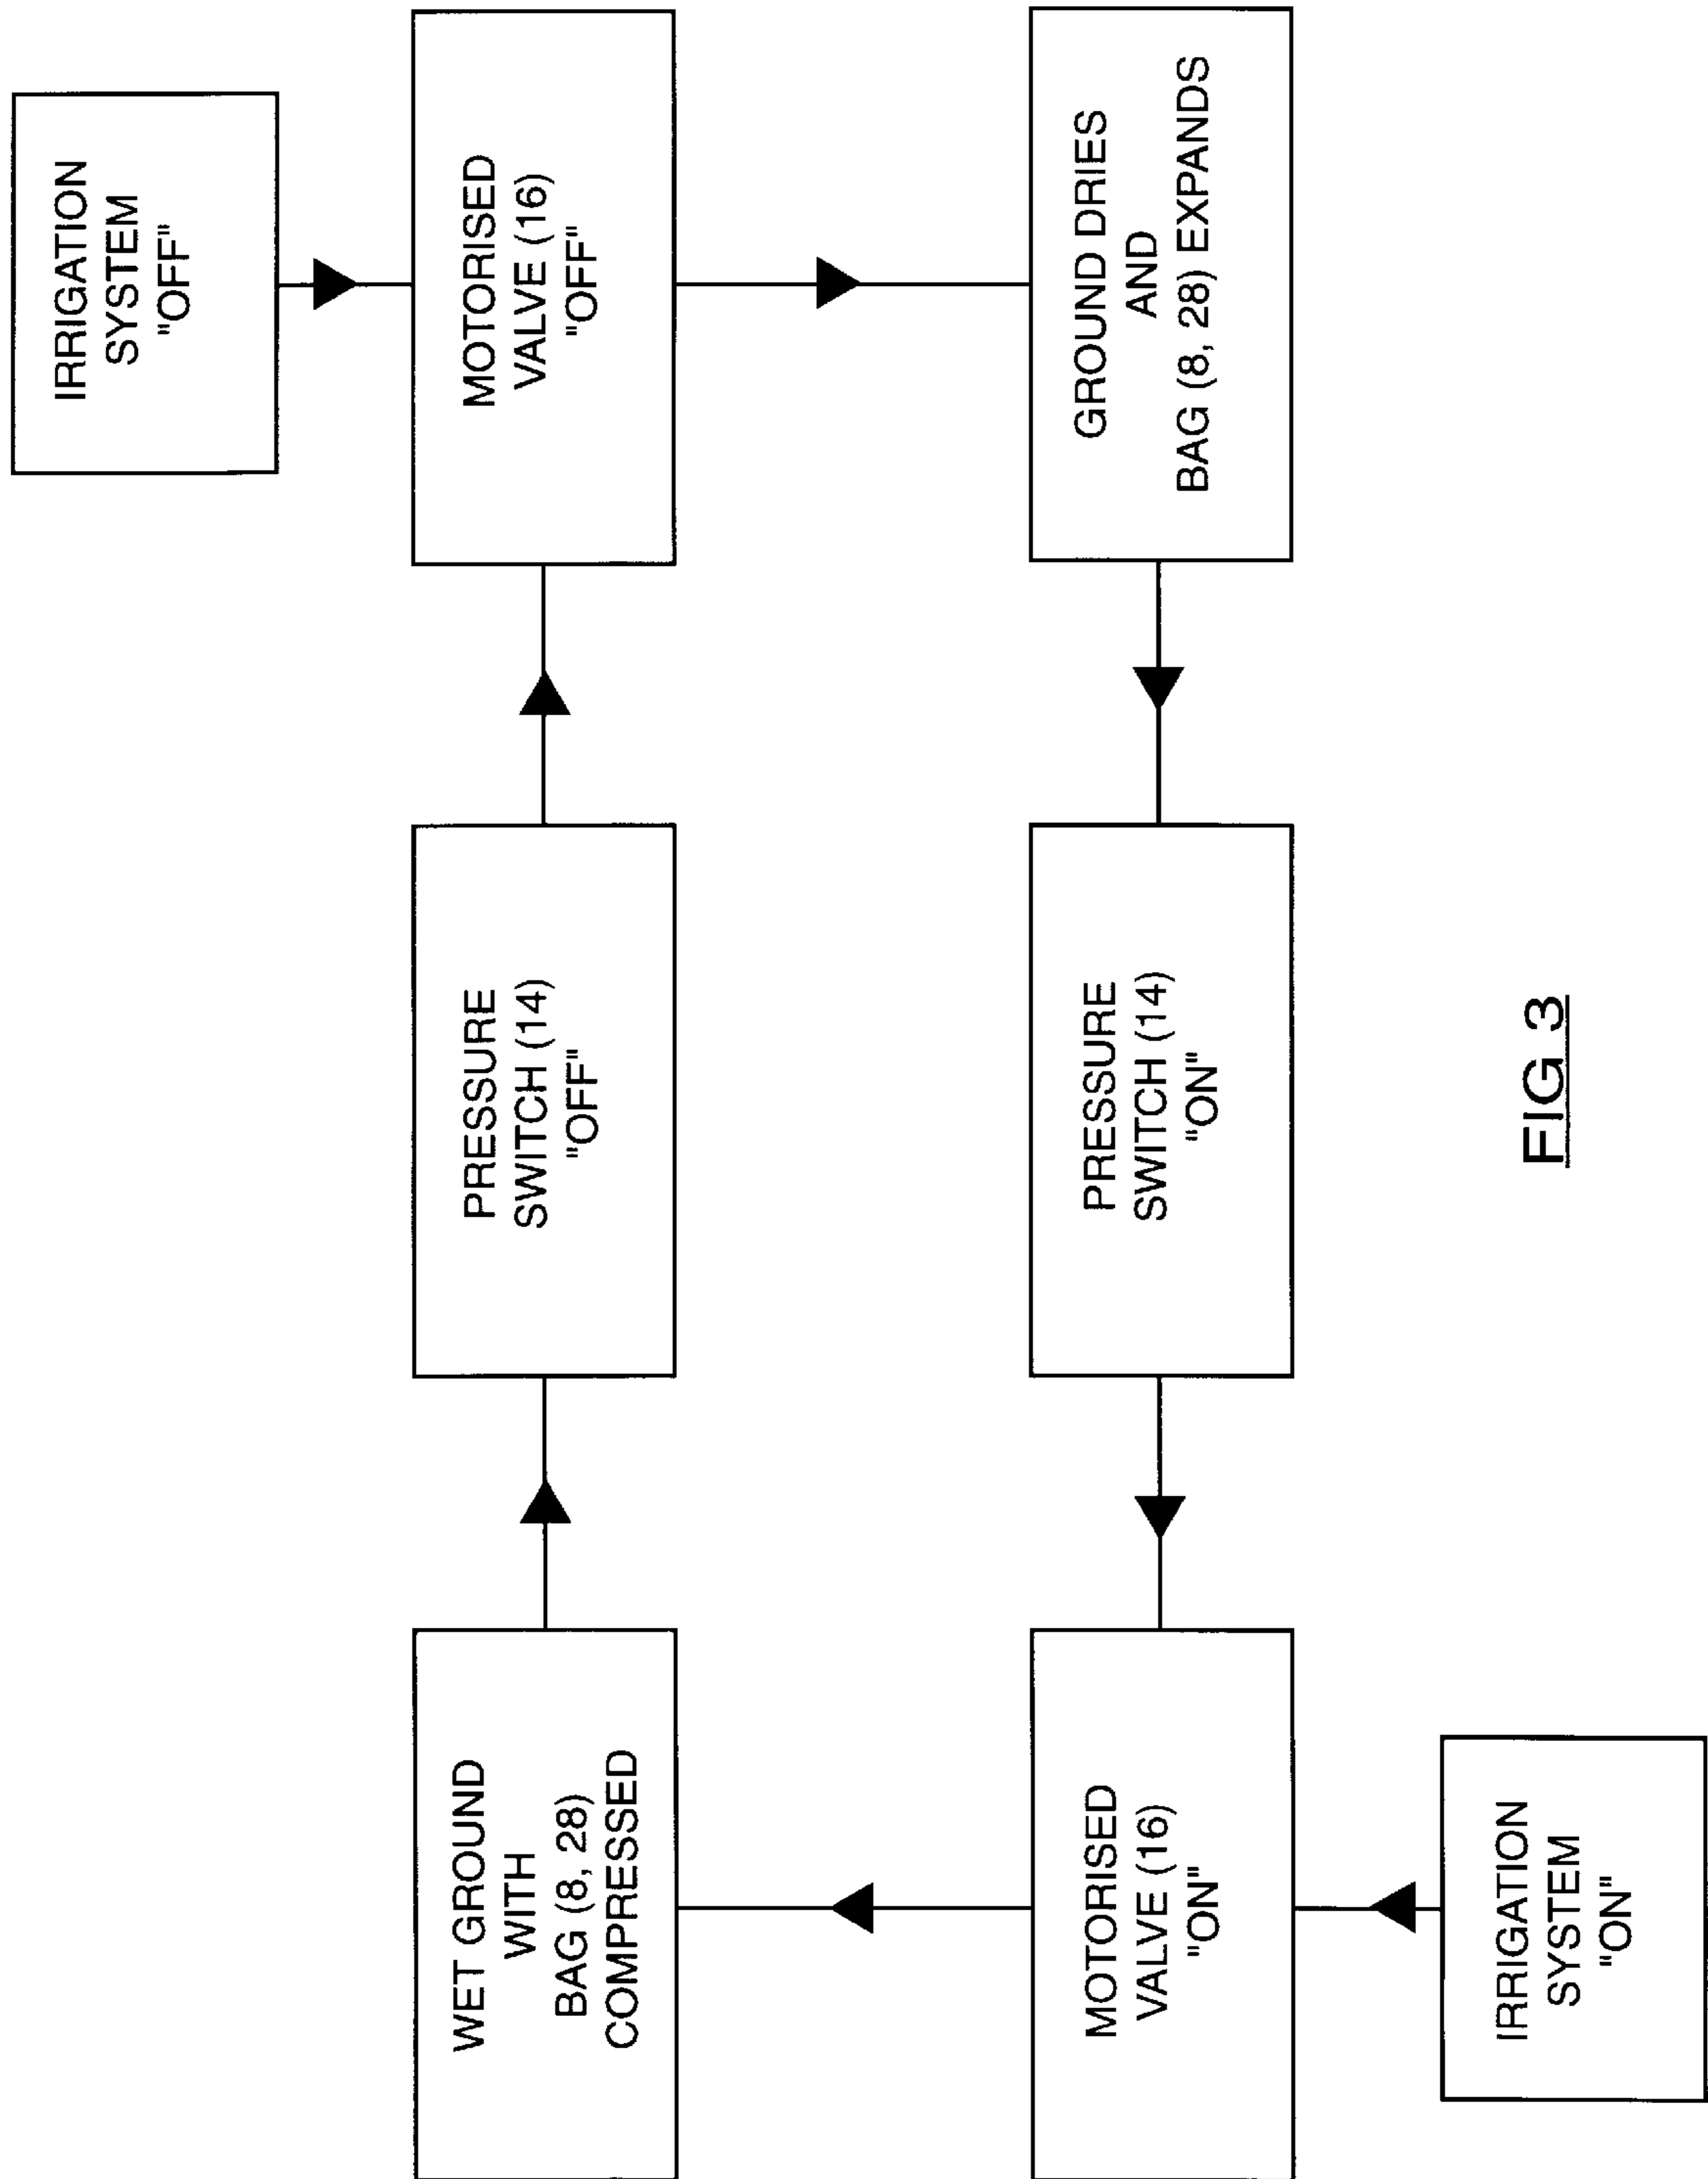 IRRIGATION
SYSTEM
"OFF"
WET GROUND
WITH
BAG (8, 28)
COMPRESSED
PRESSURE
SWITCH (14)
"OFF"
MOTORISED
VALVE (16)
"OFF"
MOTORISED
VALVE (16)
"ON"
PRESSURE
SWITCH (14)
"ON"
GROUND DRIES
AND
BAG (8, 28) EXPANDS
IRRIGATION
SYSTEM
"ON"
FIG 3